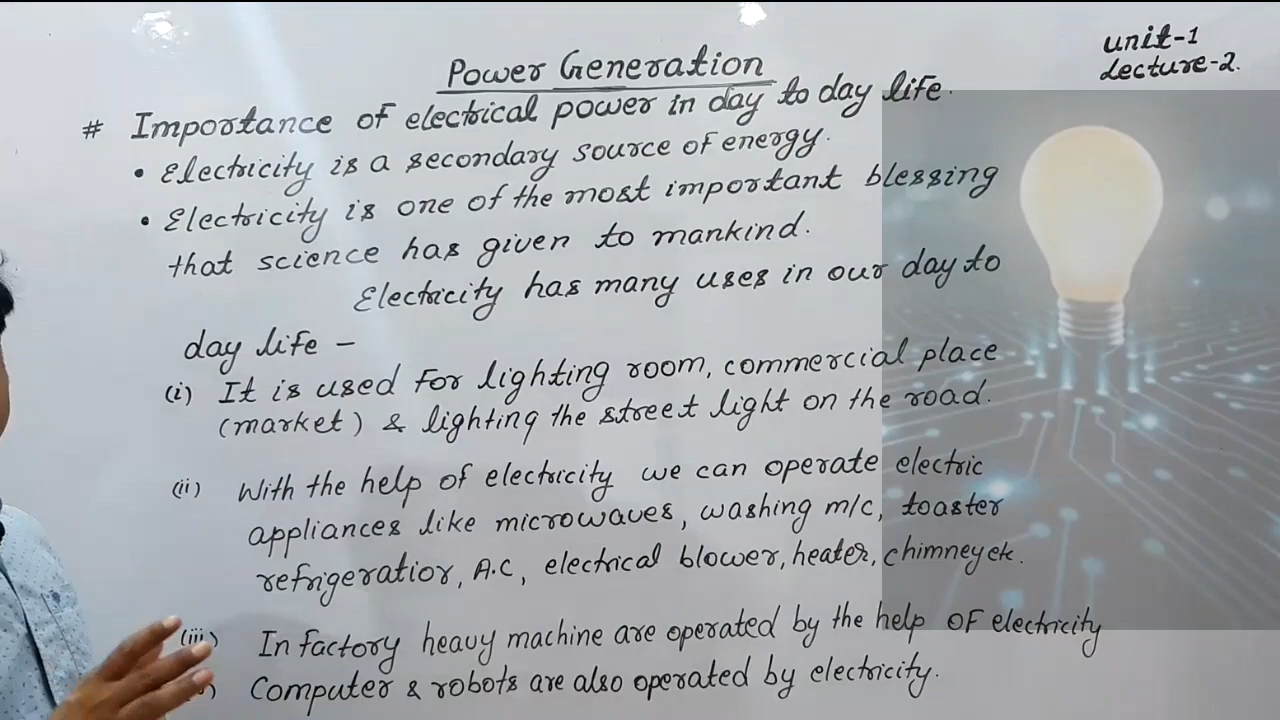 Power Generation
Unit-1
Lecture-2.
# Importance of electrical power in day to day life.
• Electricity is a secondary source of energy.
• Electricity is one of the most important blessing
that science has given to mankind.
Electricity has many uses in our day to
day life -
(i) It is used for lighting room, commercial place
(market) & lighting the street light on the road.
(ii) With the help of electricity we can operate electric
appliances like microwaves, washing m/c, toaster
refrigeratior, A.C, electrical blower, heater, chimney
(iii) In factory heavy machine are operated by the help of electricity
Computer & robots are also operated by electricity.